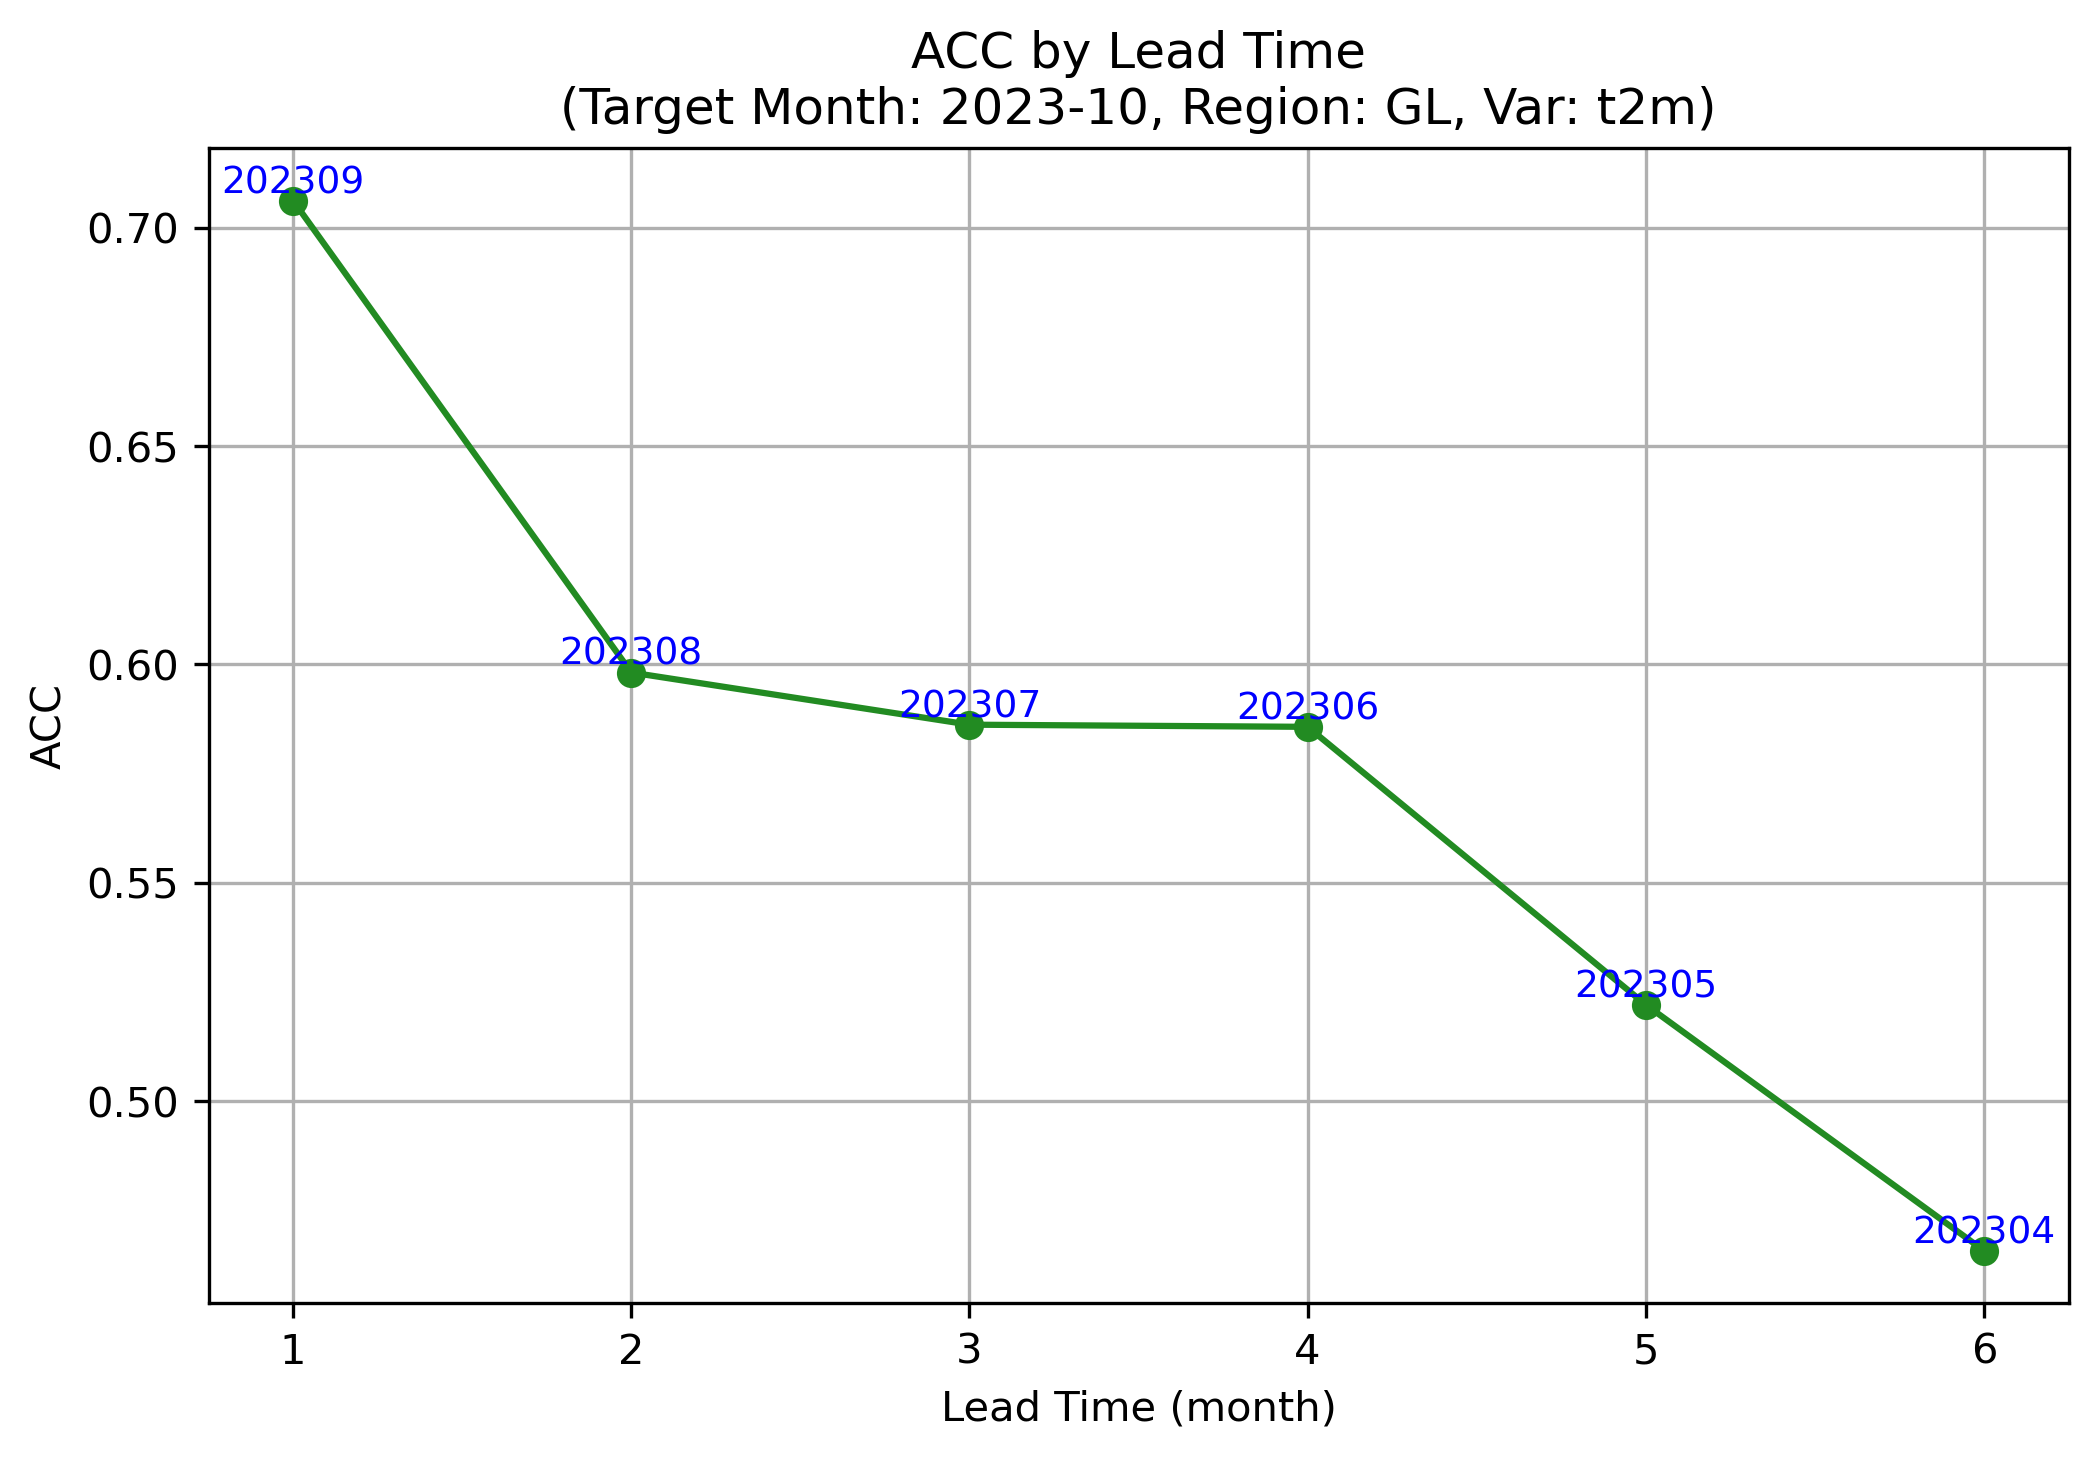 ACC by Lead Time
(Target Month: 2023-10, Region: GL, Var: t2m)
202309
0.70
0.65
202308
0.60
202307
202306
ACC
0.55
202305
0.50
202304
1 2 3 4 5 6
Lead Time (month)